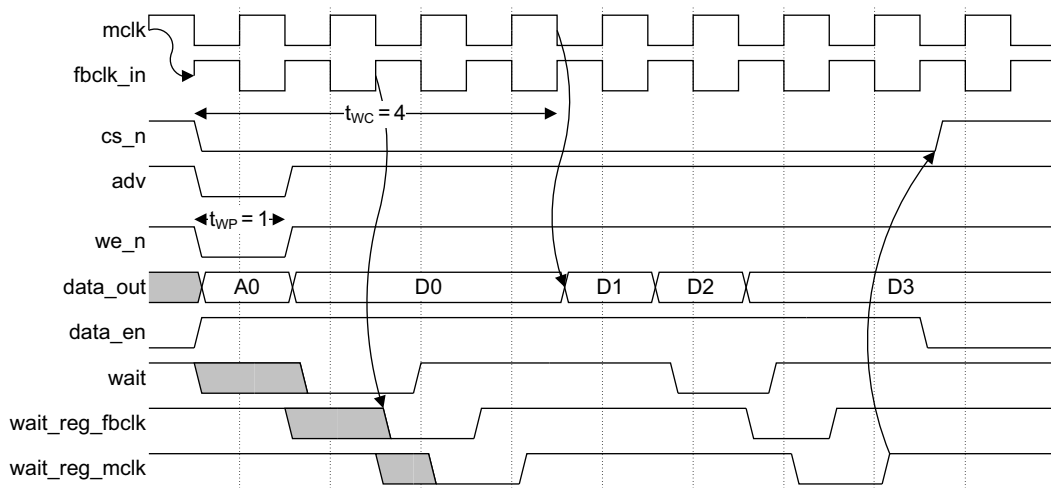 mclk
fbclk_in
t_WC = 4
cs_n
adv
t_WP = 1
we_n
data_out A0 D0 D1 D2 D3
data_en
wait
wait_reg_fbclk
wait_reg_mclk